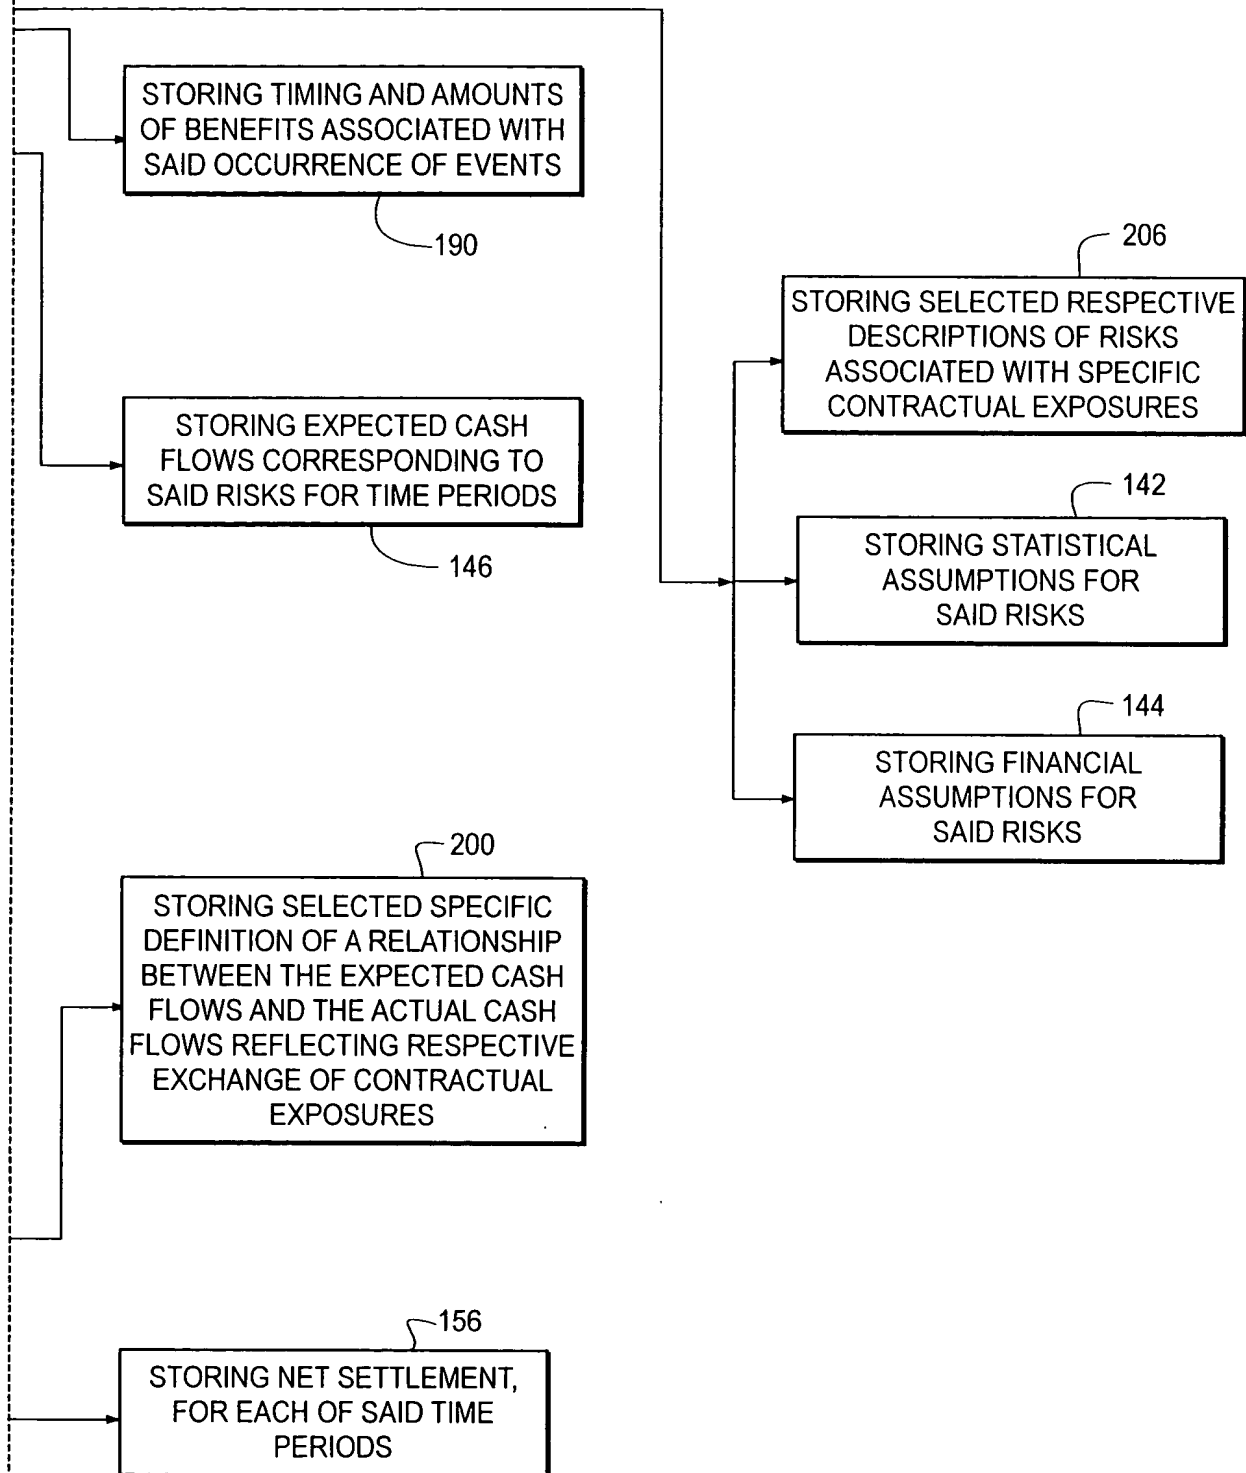 STORING TIMING AND AMOUNTS
OF BENEFITS ASSOCIATED WITH
SAID OCCURRENCE OF EVENTS
190
206
STORING SELECTED RESPECTIVE
DESCRIPTIONS OF RISKS
ASSOCIATED WITH SPECIFIC
CONTRACTUAL EXPOSURES
STORING EXPECTED CASH
FLOWS CORRESPONDING TO
SAID RISKS FOR TIME PERIODS
146
142
STORING STATISTICAL
ASSUMPTIONS FOR
SAID RISKS
144
STORING FINANCIAL
ASSUMPTIONS FOR
SAID RISKS
200
STORING SELECTED SPECIFIC
DEFINITION OF A RELATIONSHIP
BETWEEN THE EXPECTED CASH
FLOWS AND THE ACTUAL CASH
FLOWS REFLECTING RESPECTIVE
EXCHANGE OF CONTRACTUAL
EXPOSURES
156
STORING NET SETTLEMENT,
FOR EACH OF SAID TIME
PERIODS